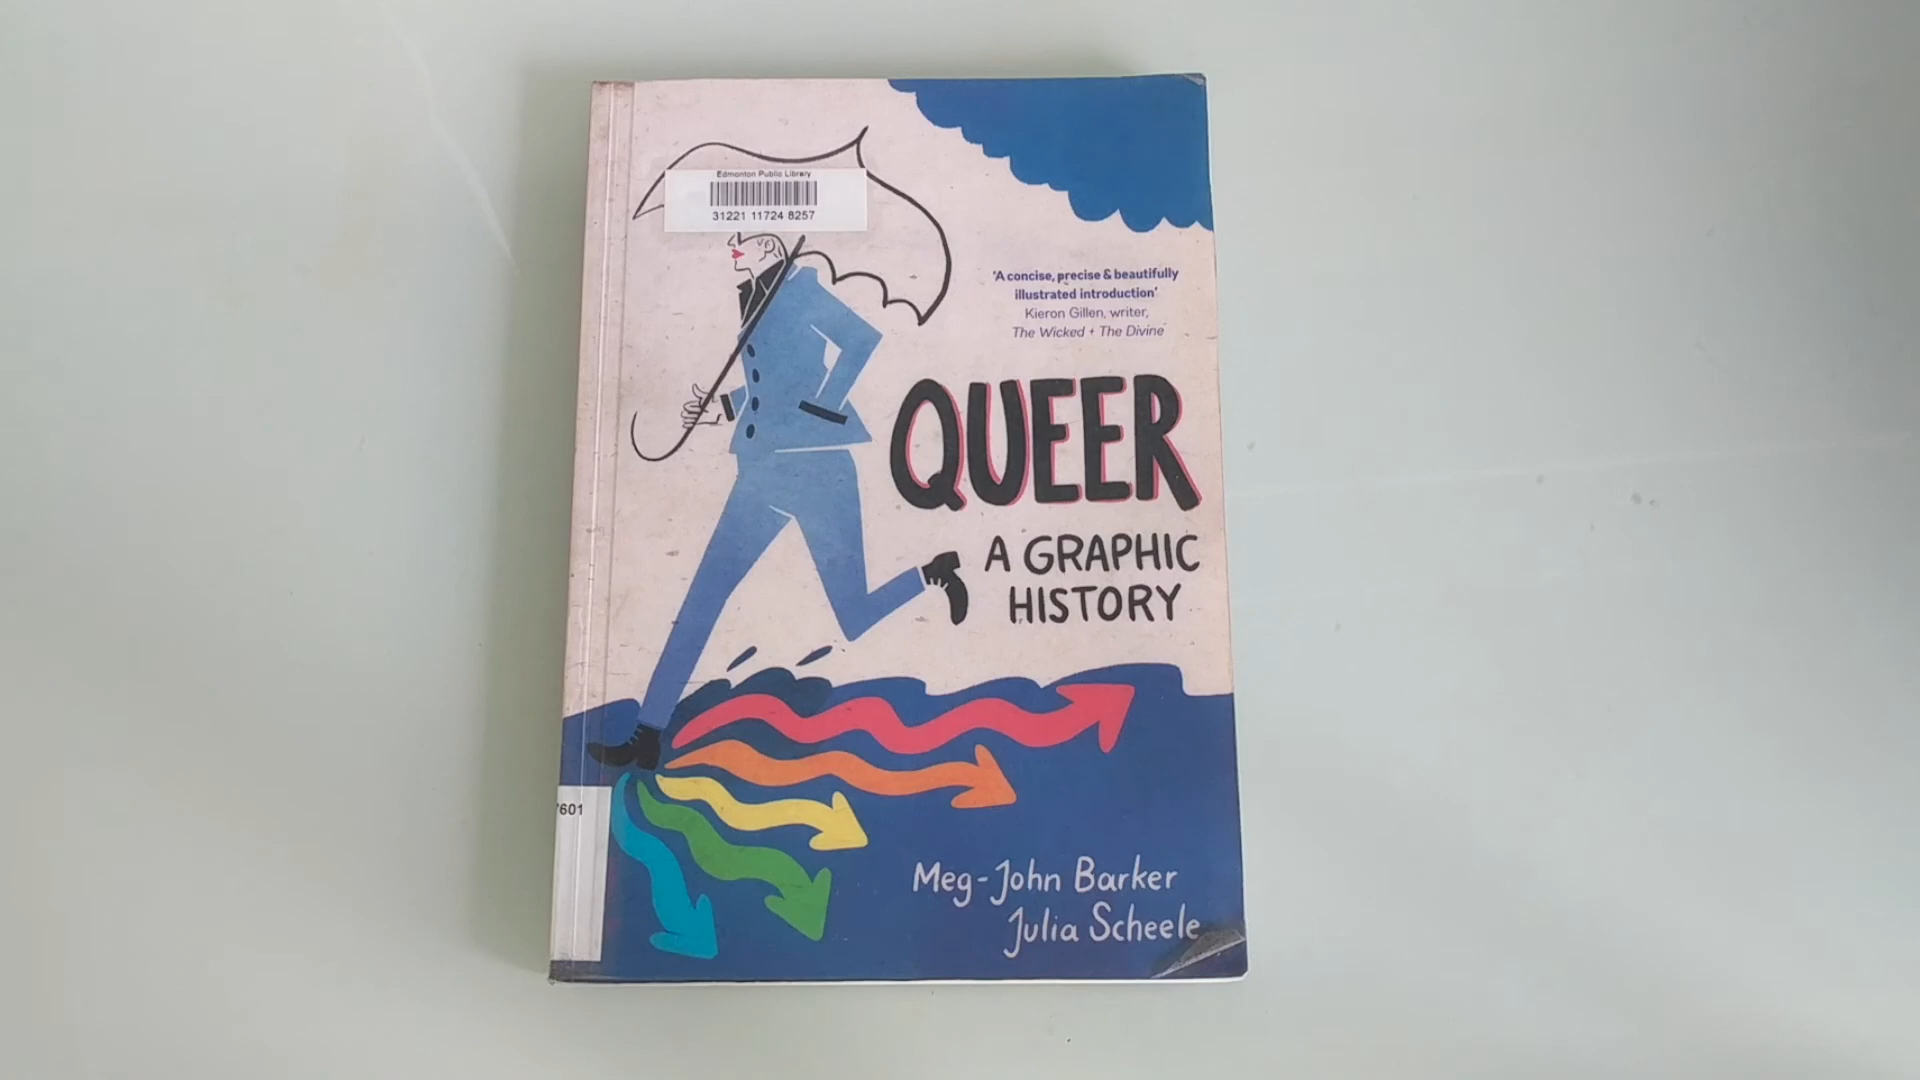 Edmonton Public Library
31221 11724 8257
'A concise, precise & beautifully
illustrated introduction'
Kieron Gillen, writer,
The Wicked + The Divine
QUEER
A GRAPHIC
HISTORY
'601
Meg-John Barker
Julia Scheele